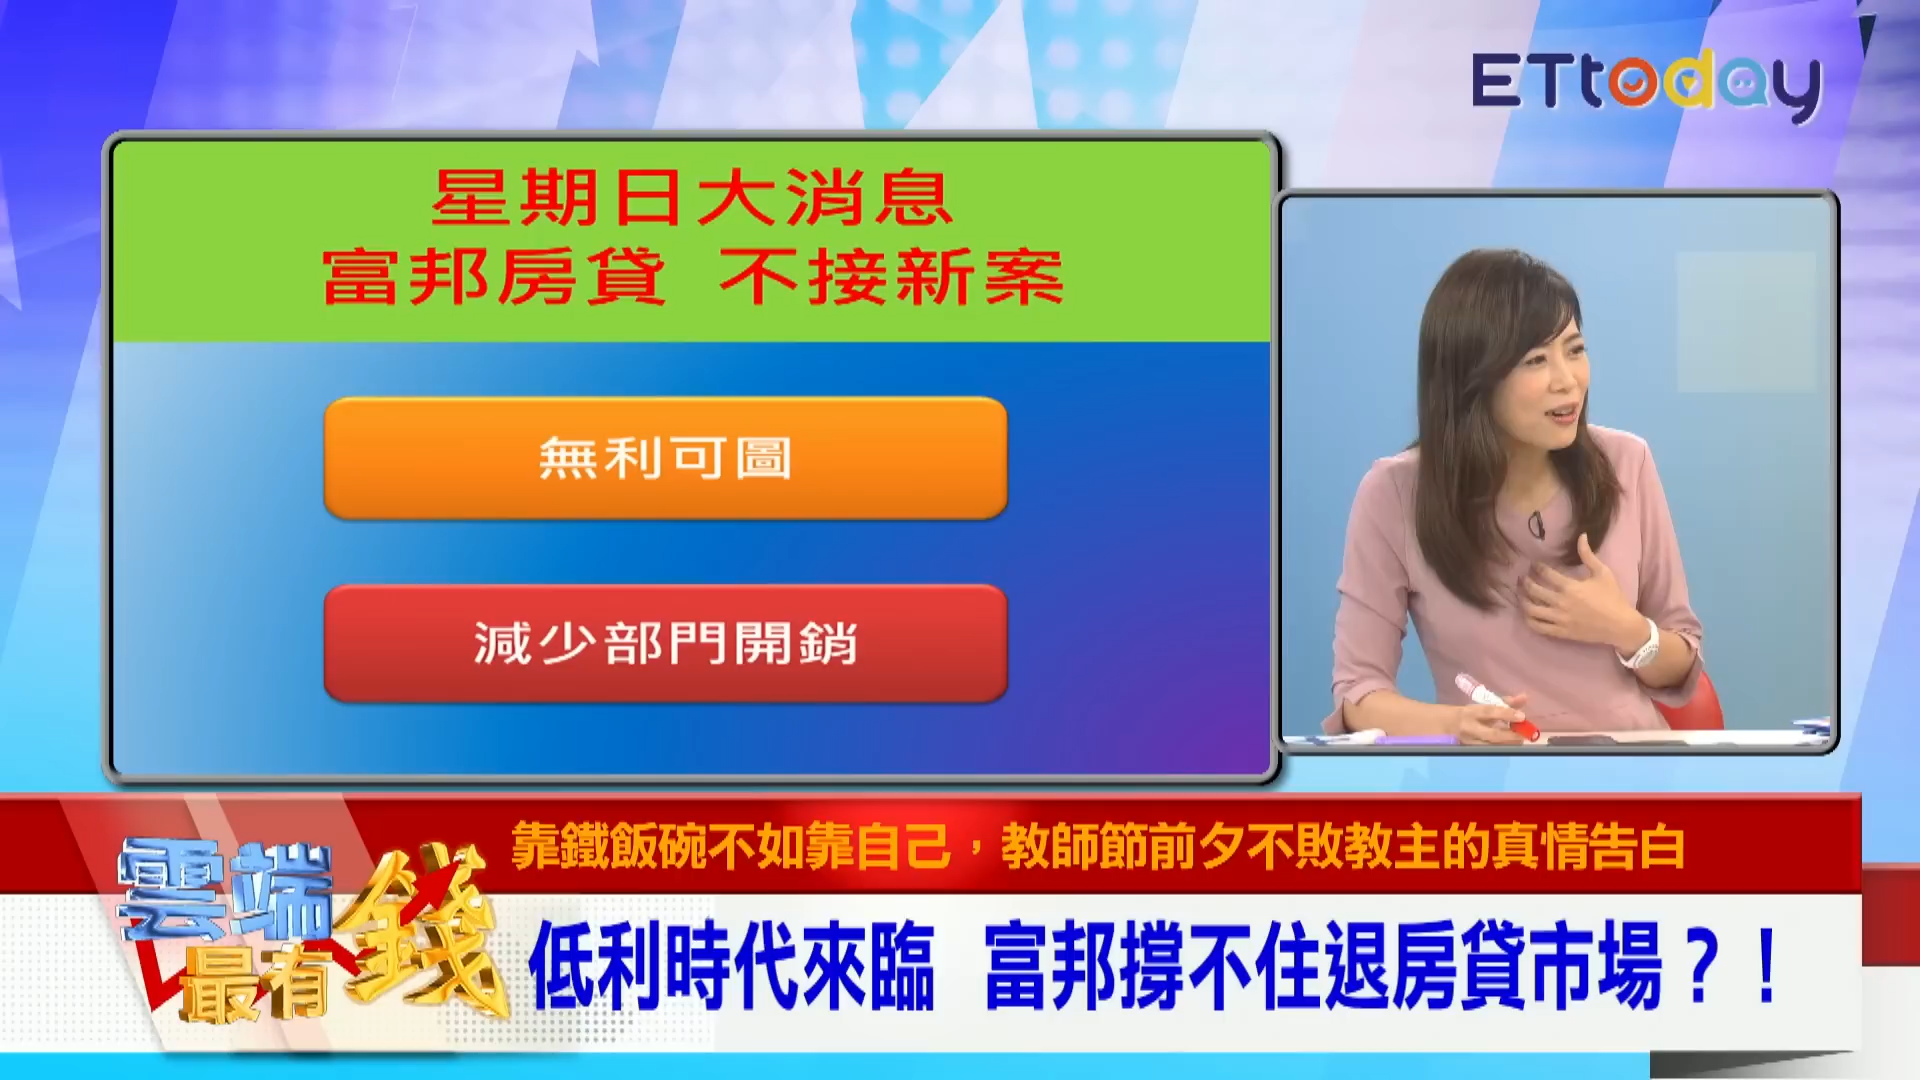 ETtoday
星期日大消息
富邦房貸 不接新案
無利可圖
減少部門開銷
靠鐵飯碗不如靠自己，教師節前夕不敗教主的真情告白
雲端最有錢
低利時代來臨 富邦撐不住退房貸市場？！